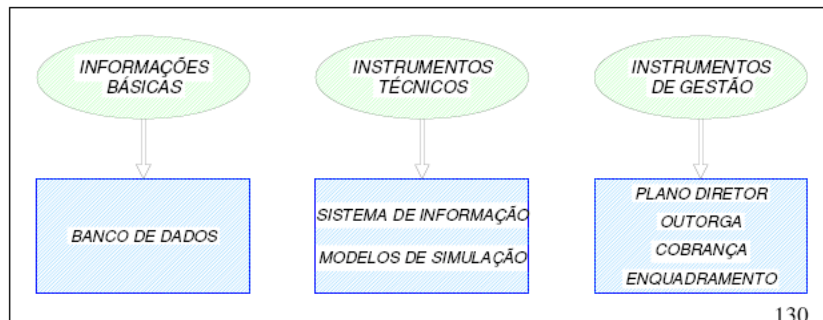 INFORMAÇÕES
BÁSICAS
INSTRUMENTOS
TÉCNICOS
INSTRUMENTOS
DE GESTÃO
BANCO DE DADOS
SISTEMA DE INFORMAÇÃO
MODELOS DE SIMULAÇÃO
PLANO DIRETOR
OUTORGA
COBRANÇA
ENQUADRAMENTO
130